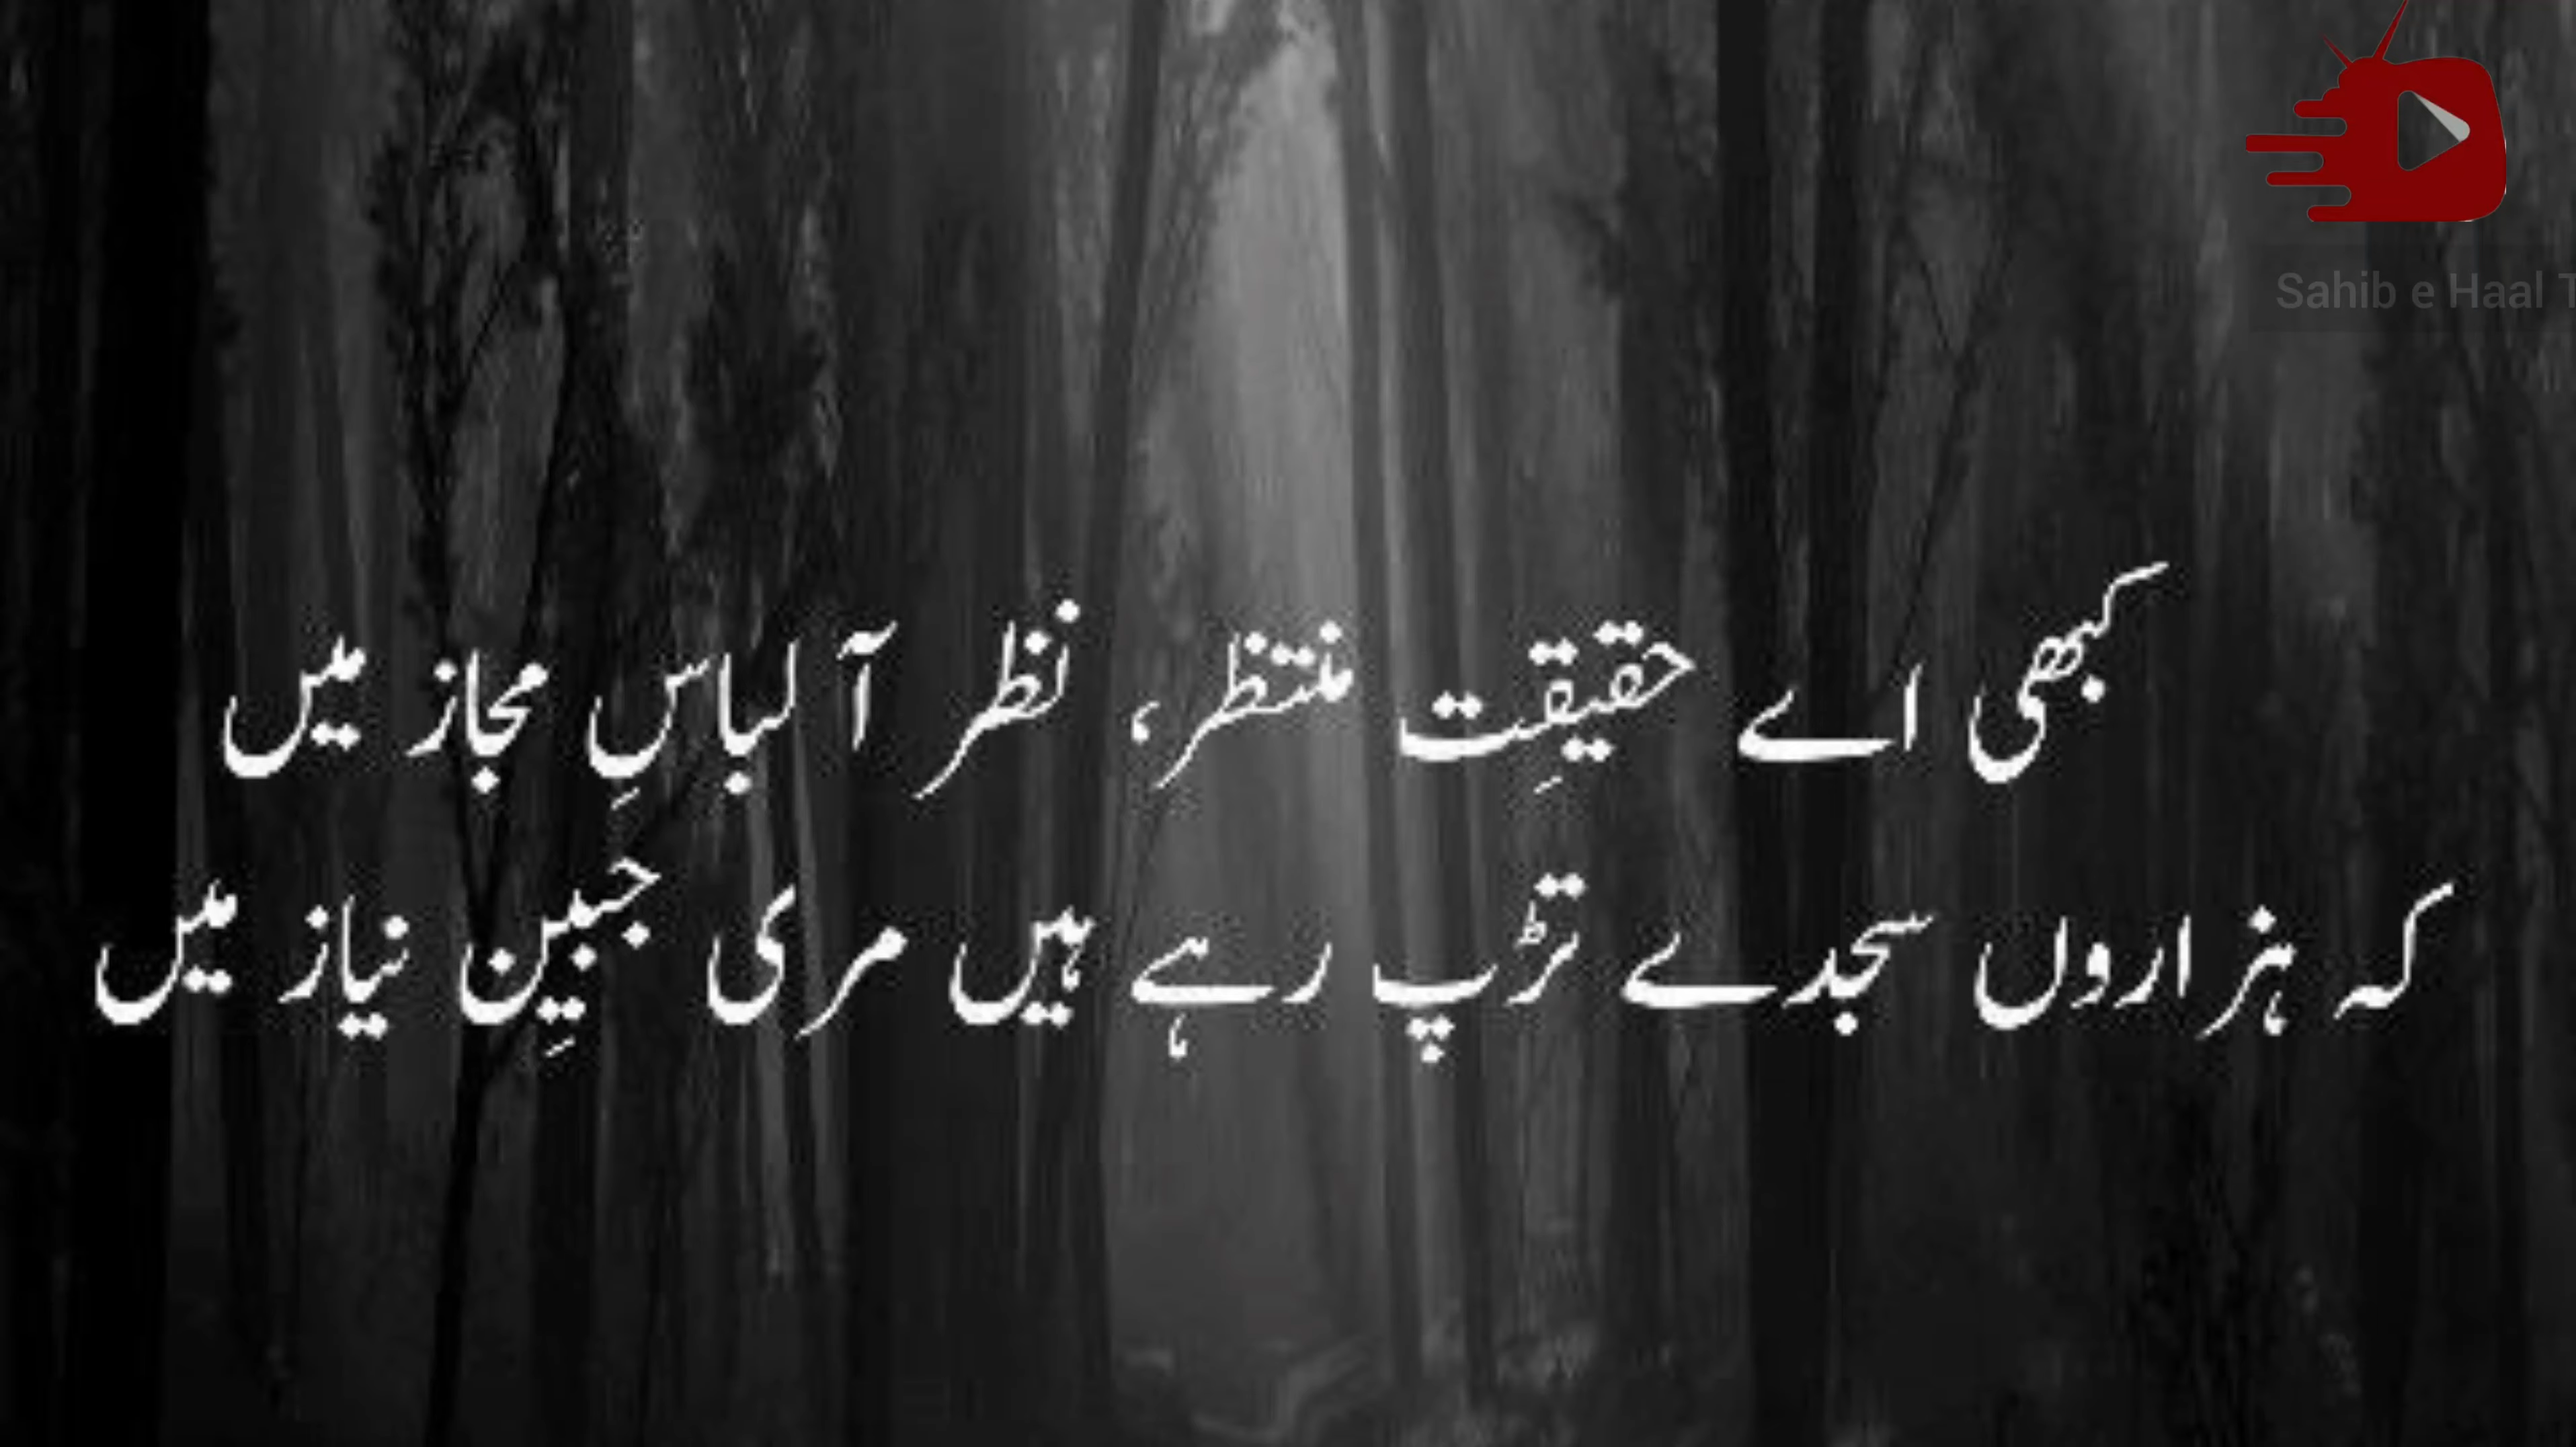 Sahib e Haal T
کبھی اے حقیقِت منتظر، نظر آ لباسِ مجاز میں
کہ ہزاروں سجدے تڑپ رہے ہیں مری جبینِ نیاز میں